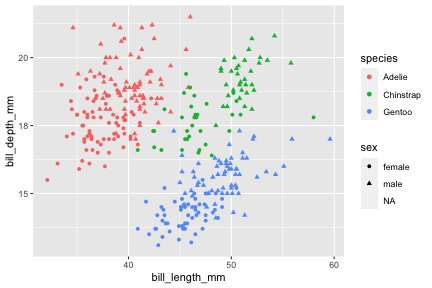 20
18
15
bill_depth_mm
40
50
60
bill_length_mm
species
Adelie
Chinstrap
Gentoo
sex
female
male
NA